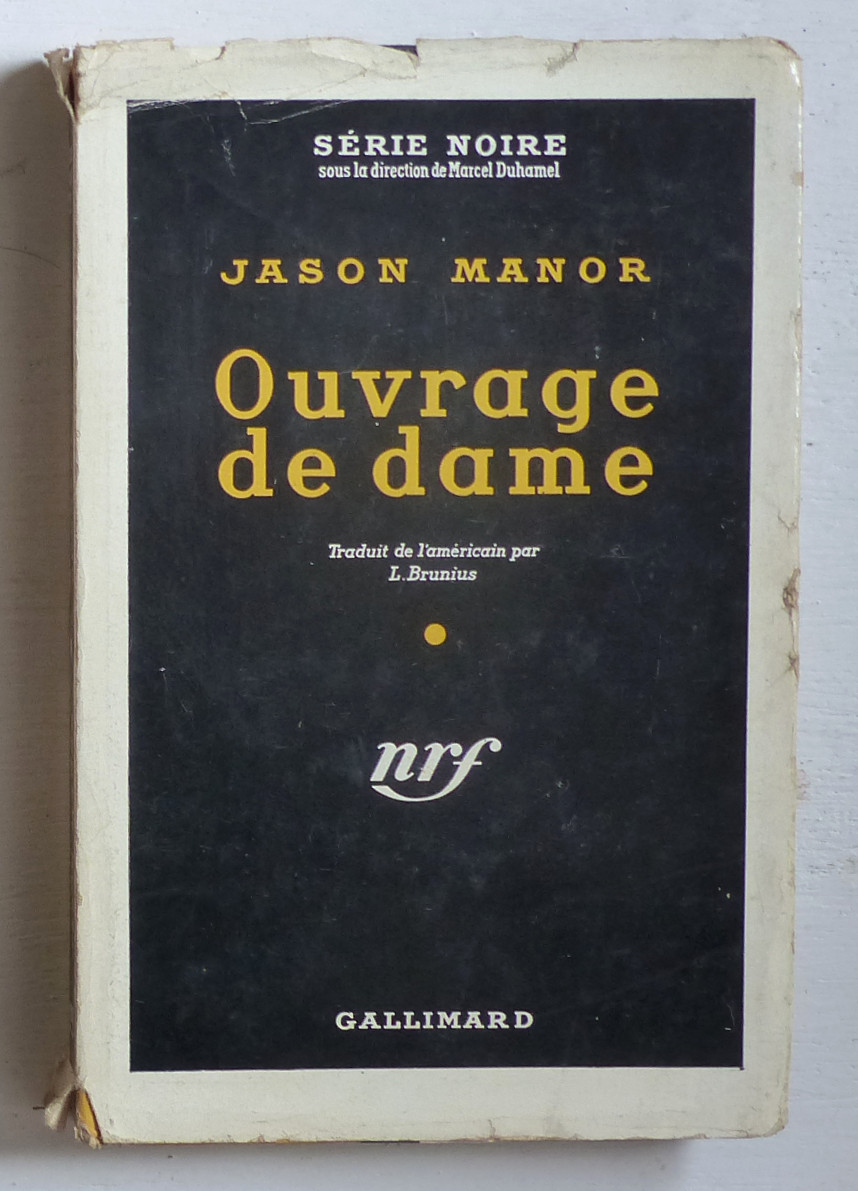 SÉRIE NOIRE
sous la direction de Marcel Duhamel
JASON MANOR
Ouvrage
de dame
Traduit de l'américain par
L. Brunius
nrf
GALLIMARD